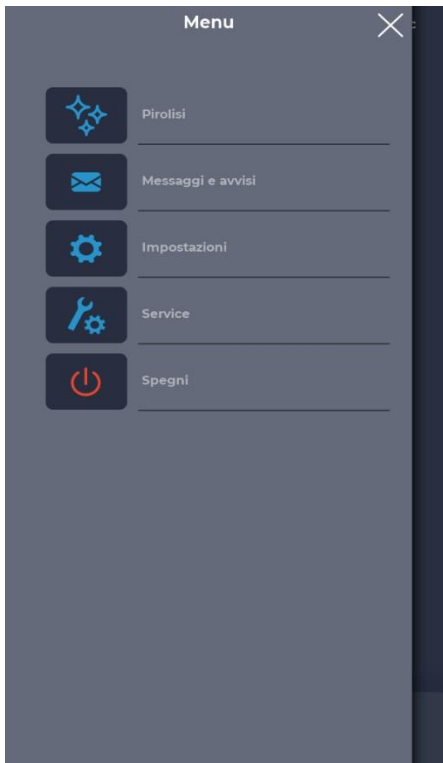 Menu
Pirolisi
Messaggi e avvisi
Impostazioni
Service
Spegni